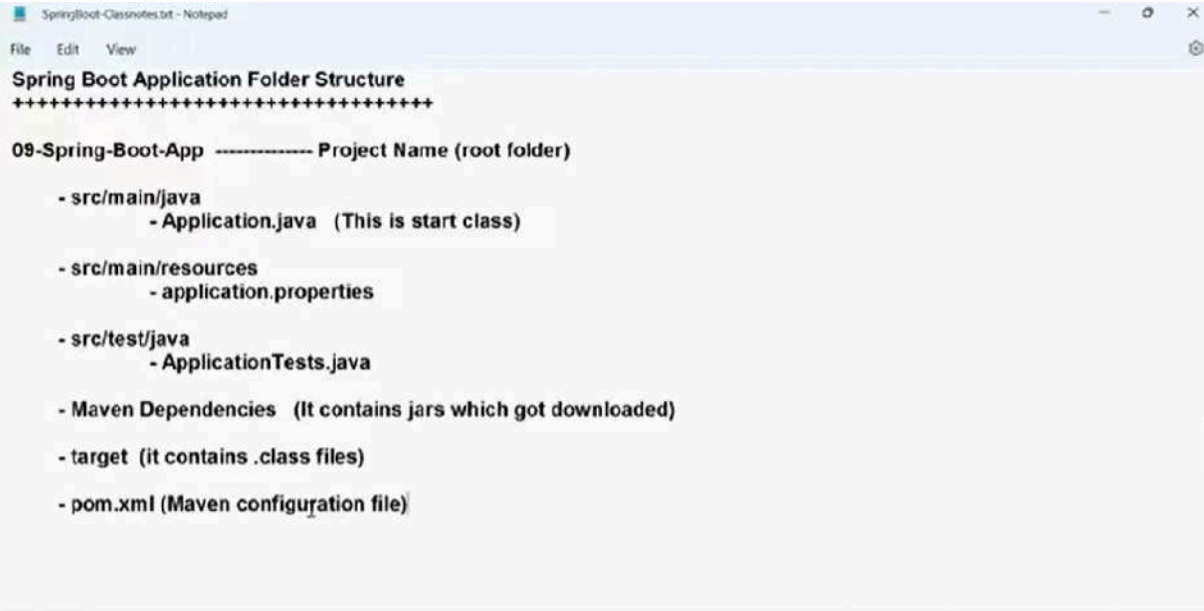 SpringBoot-Classnotes.txt - Notepad
File Edit View
Spring Boot Application Folder Structure
+++++++++++++++++++++++++++++++++++
09-Spring-Boot-App -------------- Project Name (root folder)
- src/main/java
- Application.java (This is start class)
- src/main/resources
- application.properties
- src/test/java
- ApplicationTests.java
- Maven Dependencies (It contains jars which got downloaded)
- target (it contains .class files)
- pom.xml (Maven configuration file)